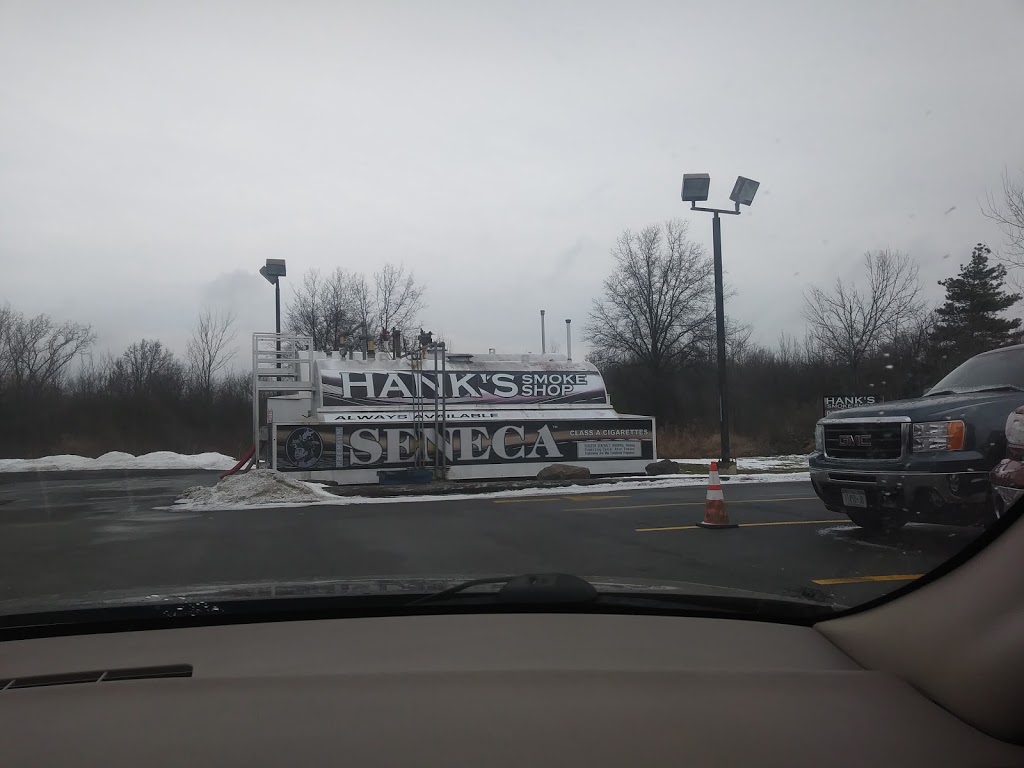 HANK'S SMOKE SHOP
ALWAYS AVAILABLE
SENECA
CLASS A CIGARETTES
HANK'S
GMC